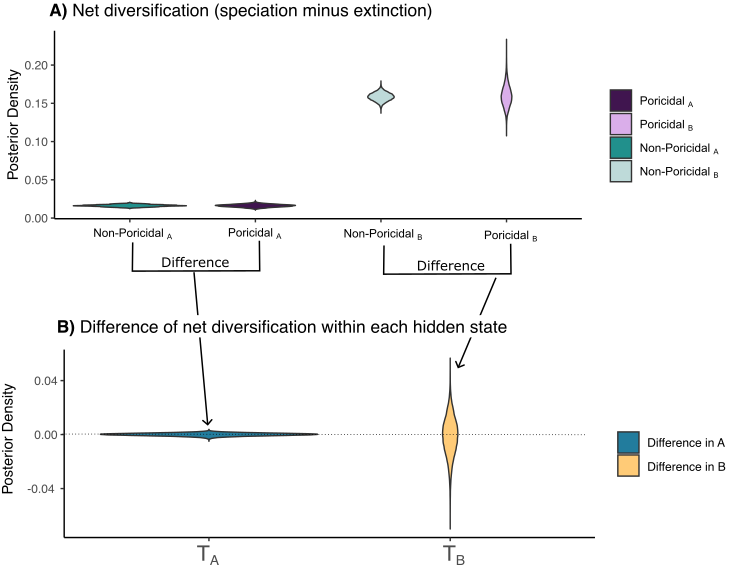 A) Net diversification (speciation minus extinction)
Posterior Density
0.20
0.15
0.10
0.05
0.00
Non-Poricidal A
Poricidal A
Non-Poricidal B
Poricidal B
Poricidal A
Poricidal B
Non-Poricidal A
Non-Poricidal B
Difference
Difference
B) Difference of net diversification within each hidden state
Posterior Density
0.04
0.00
-0.04
TA
TB
Difference in A
Difference in B